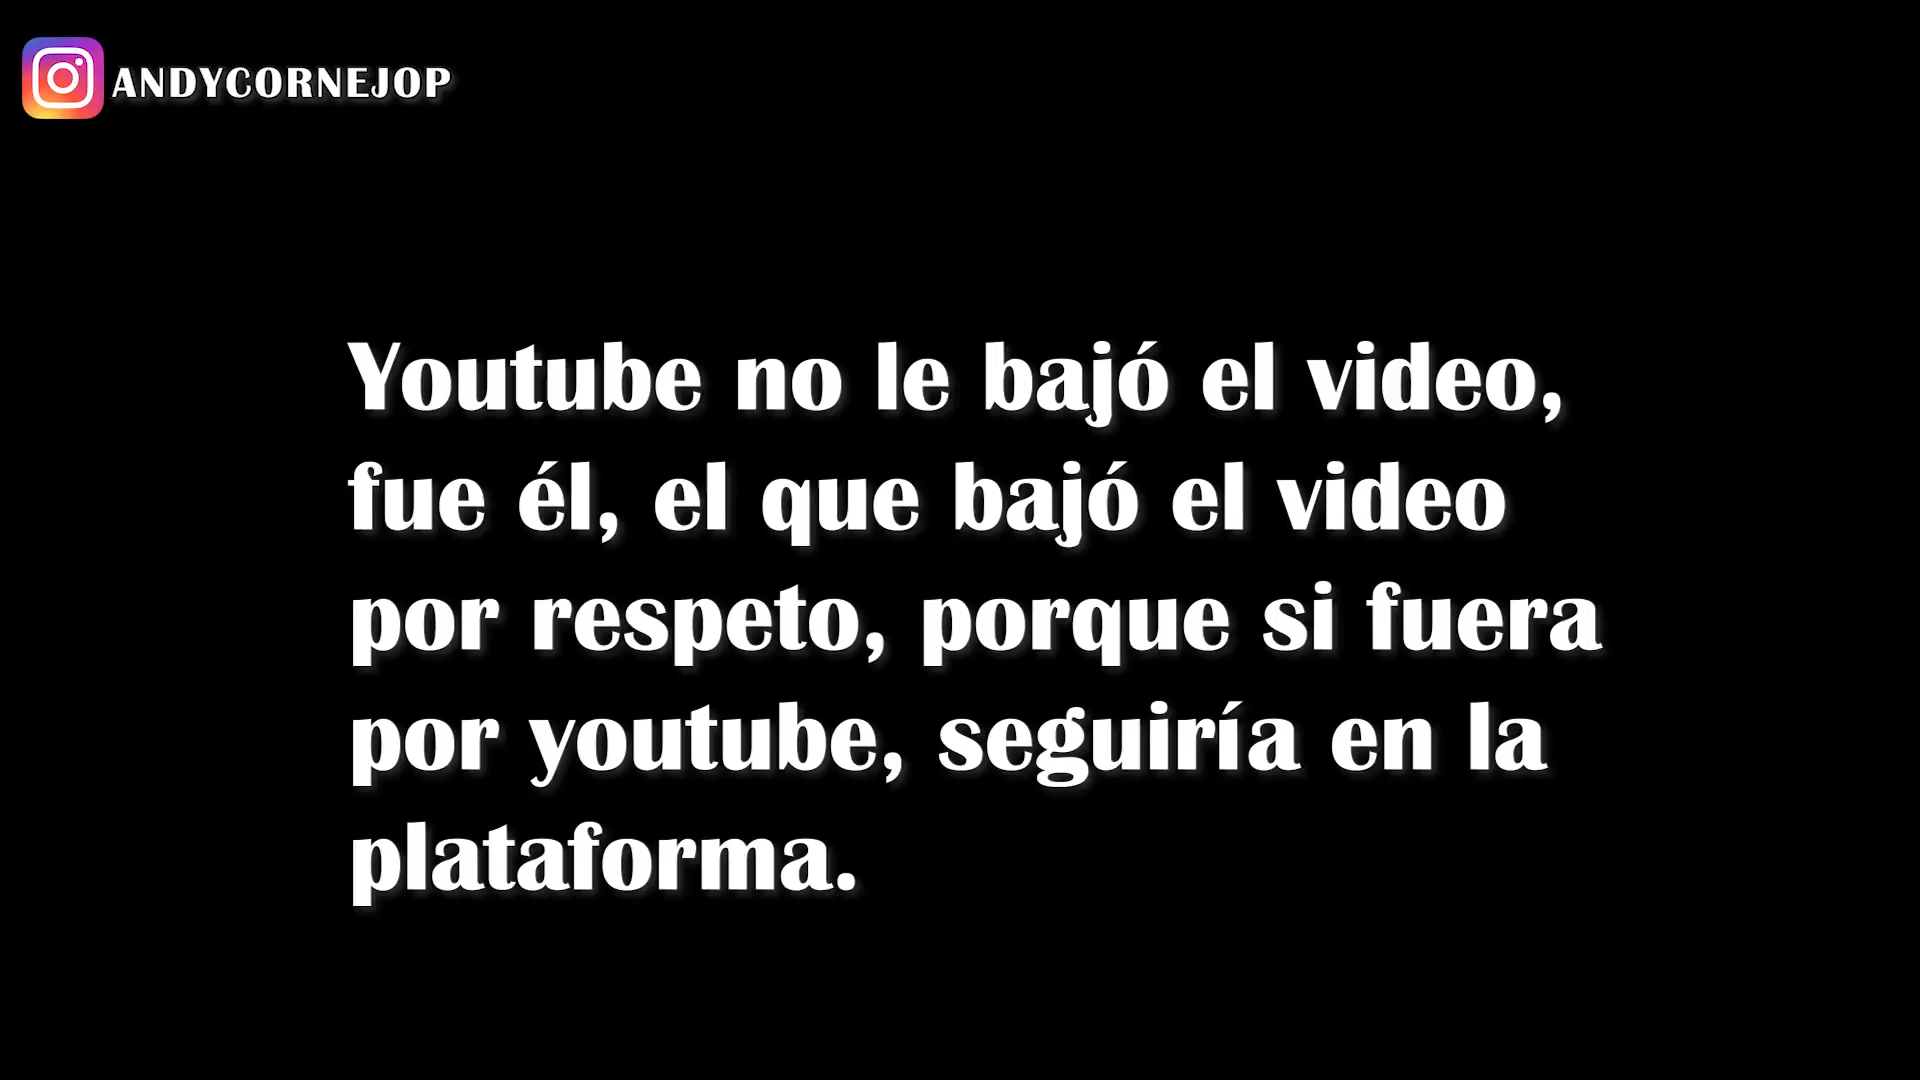 ANDYCORNEJOP
Youtube no le bajó el video,
fue él, el que bajó el video
por respeto, porque si fuera
por youtube, seguiría en la
plataforma.